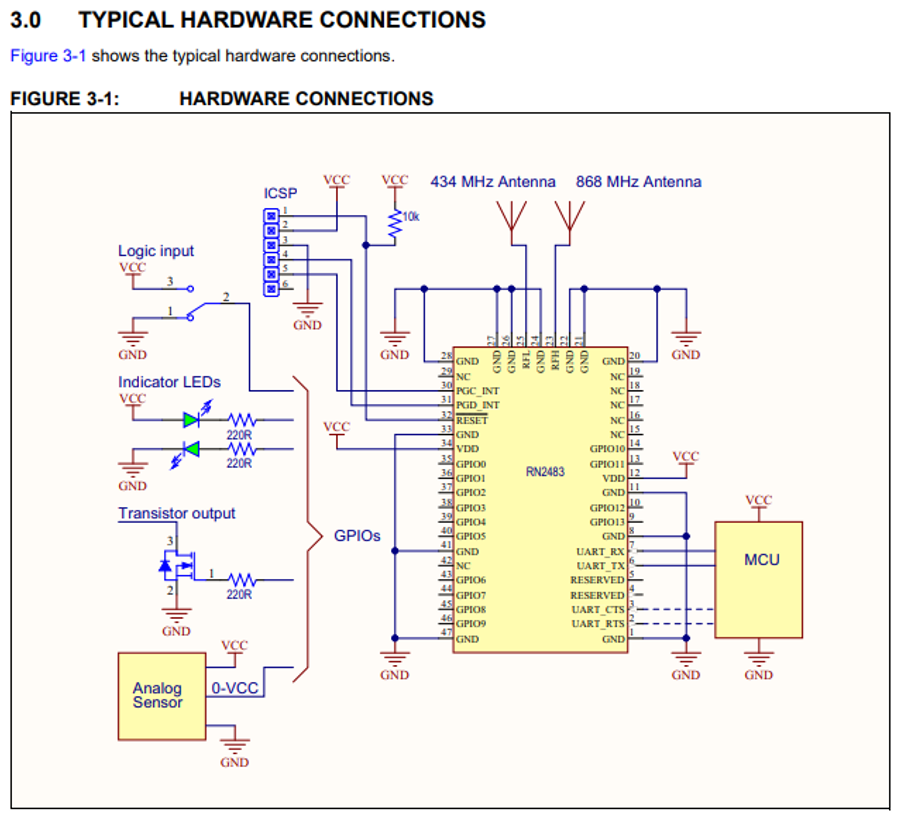 3.0 TYPICAL HARDWARE CONNECTIONS
Figure 3-1 shows the typical hardware connections.
FIGURE 3-1: HARDWARE CONNECTIONS
434 MHz Antenna 868 MHz Antenna
ICSP
VCC
VCC
10k
1
2
3
4
5
6
GND
Logic input
VCC
3
2
1
GND
Indicator LEDs
VCC
220R
220R
GND
Transistor output
3
1
2
220R
GND
VCC
Analog
Sensor
0-VCC
GND
GPIOs
VCC
GND
GND
27 GND
26 GND
25 RFL
24 GND
23 RFH
22 GND
21 GND
28 GND
29 NC
30 PGC_INT
31 PGD_INT
32 RESET
33 GND
34 VDD
35 GPIO0
36 GPIO1
37 GPIO2
38 GPIO3
39 GPIO4
40 GPIO5
41 GND
42 NC
43 GPIO6
44 GPIO7
45 GPIO8
46 GPIO9
47 GND
RN2483
GND 20
NC 19
NC 18
NC 17
NC 16
NC 15
GPIO10 14
GPIO11 13
VDD 12
GND 11
GPIO12 10
GPIO13 9
GND 8
UART_RX 7
UART_TX 6
RESERVED 5
RESERVED 4
UART_CTS 3
UART_RTS 2
GND 1
VCC
VCC
MCU
GND
GND
GND